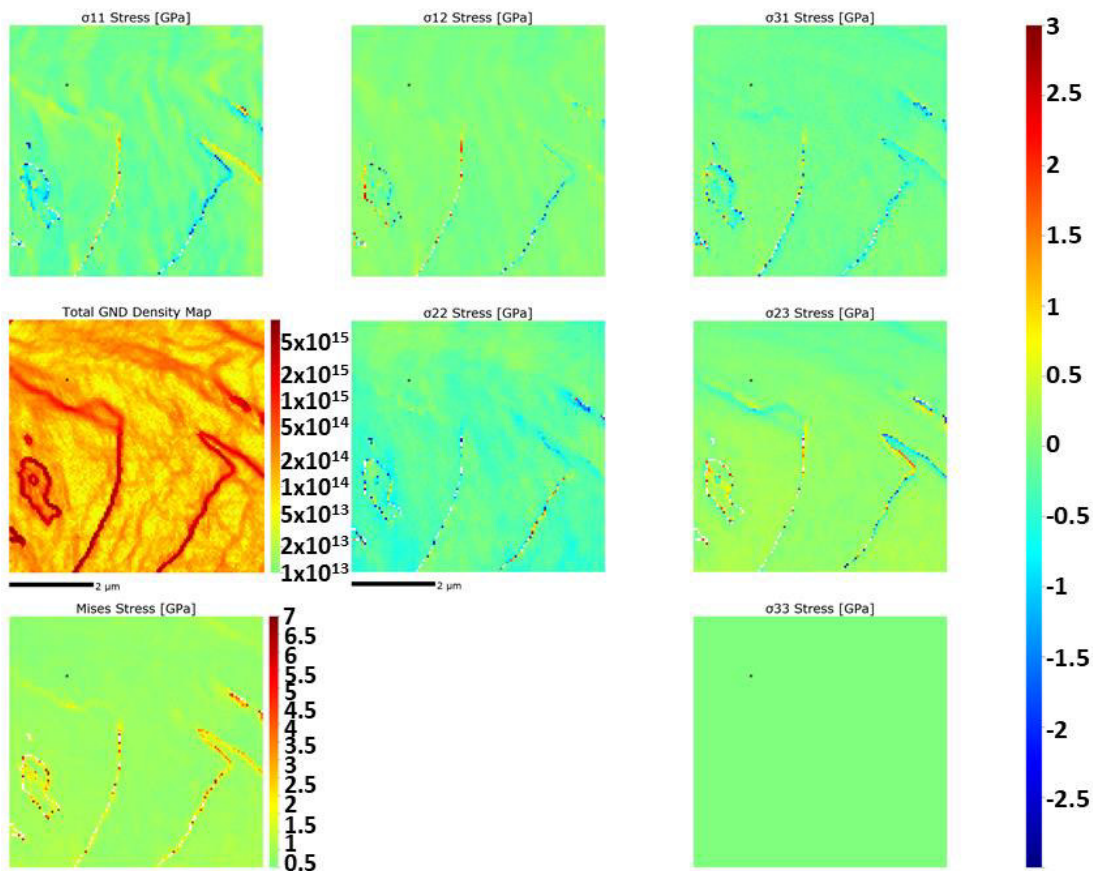 σ11 Stress [GPa]
σ12 Stress [GPa]
σ31 Stress [GPa]
3
2.5
2
1.5
1
0.5
0
-0.5
-1
-1.5
-2
-2.5
Total GND Density Map
σ22 Stress [GPa]
σ23 Stress [GPa]
5x10¹⁵
2x10¹⁵
1x10¹⁵
5x10¹⁴
2x10¹⁴
1x10¹⁴
5x10¹³
2x10¹³
1x10¹³
2 µm
2 µm
Mises Stress [GPa]
σ33 Stress [GPa]
7
6.5
5.5
5
4.5
4
3.5
3
2.5
2
1.5
1
0.5